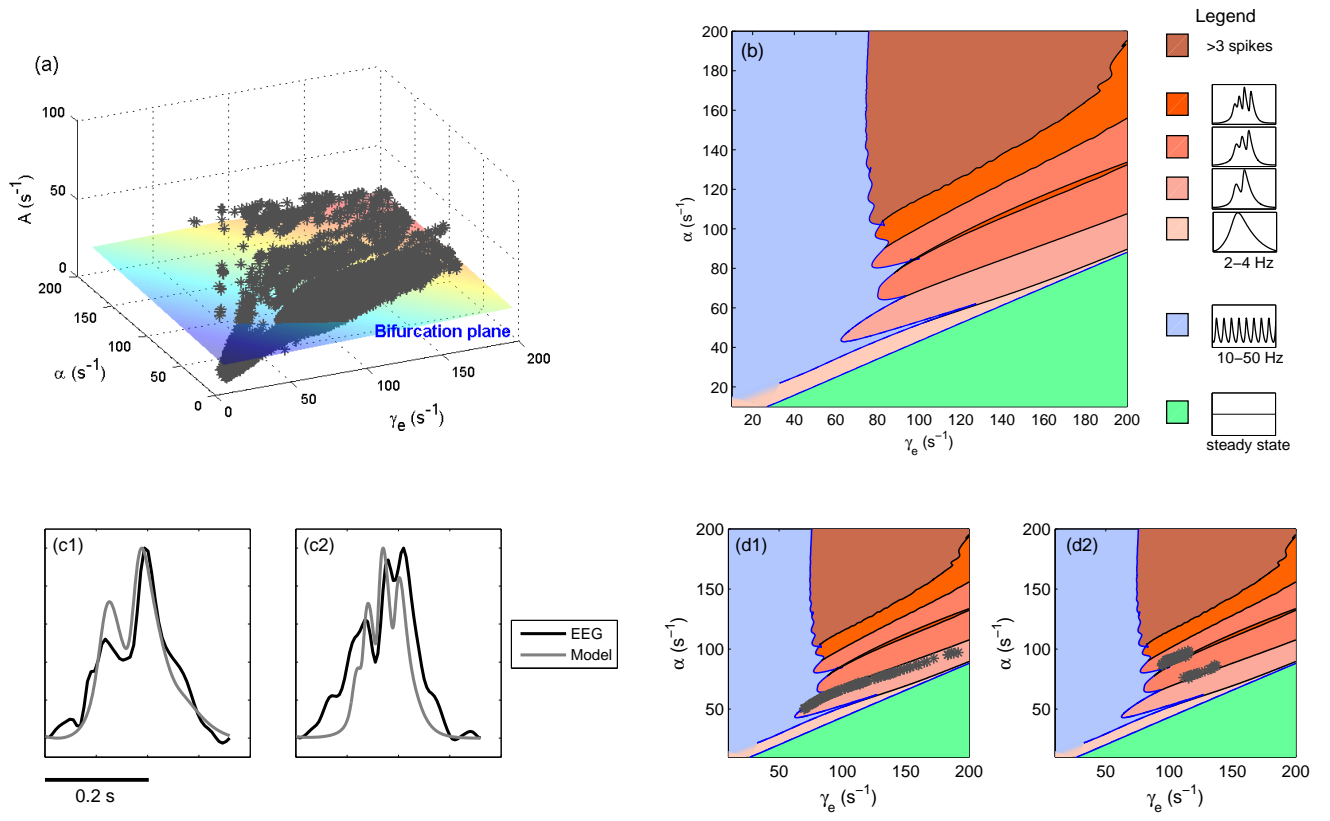 (a)
A (s⁻¹)
100
50
0
200
150
100
50
0
α (s⁻¹)
0
50
100
150
200
γe (s⁻¹)
Bifurcation plane
(b)
200
180
160
140
120
100
80
60
40
20
α (s⁻¹)
20 40 60 80 100 120 140 160 180 200
γe (s⁻¹)
Legend
>3 spikes
2−4 Hz
10−50 Hz
steady state
(c1)
0.2 s
(c2)
EEG
Model
(d1)
200
150
100
50
α (s⁻¹)
50 100 150 200
γe (s⁻¹)
(d2)
200
150
100
50
α (s⁻¹)
50 100 150 200
γe (s⁻¹)